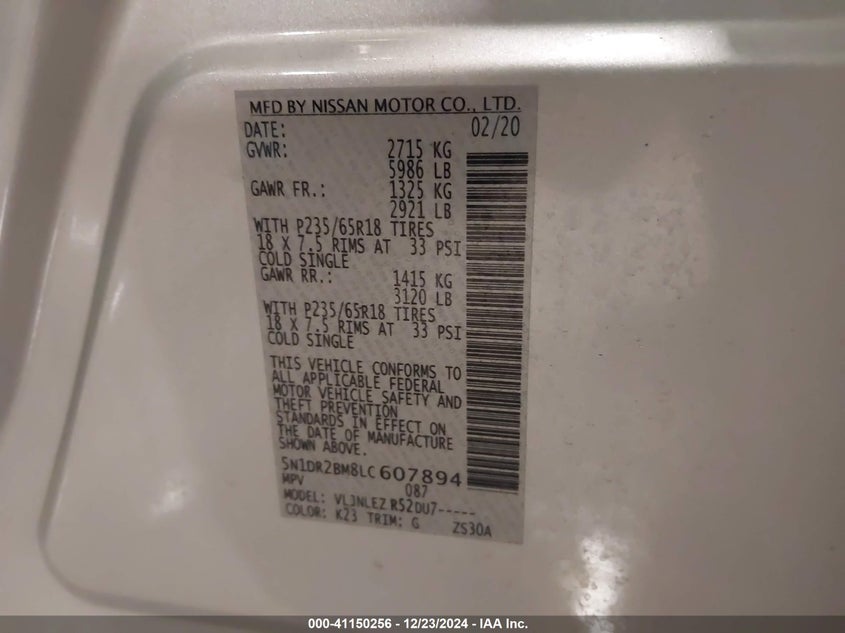 MFD BY NISSAN MOTOR CO., LTD.
DATE: 02/20
GVWR: 2715 KG
5986 LB
GAWR FR.: 1325 KG
2921 LB
WITH P235/65R18 TIRES
18 X 7.5 RIMS AT 33 PSI
COLD SINGLE
GAWR RR.: 1415 KG
3120 LB
WITH P235/65R18 TIRES
18 X 7.5 RIMS AT 33 PSI
COLD SINGLE
THIS VEHICLE CONFORMS TO
ALL APPLICABLE FEDERAL
MOTOR VEHICLE SAFETY AND
THEFT PREVENTION
STANDARDS IN EFFECT ON
THE DATE OF MANUFACTURE
SHOWN ABOVE.
5N1DR2BM8LC607894
MPV 087
MODEL: VLJNLEZ R52DU7-----
COLOR: K23 TRIM: G ZS30A
000-41150256 - 12/23/2024 - IAA Inc.